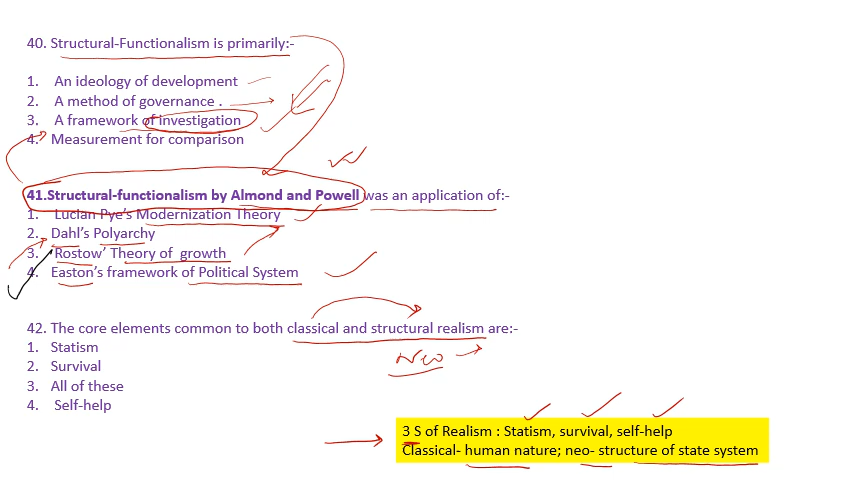 40. Structural-Functionalism is primarily:-
1. An ideology of development
2. A method of governance .
3. A framework of investigation
4. Measurement for comparison
41.Structural-functionalism by Almond and Powell was an application of:-
1. Lucian Pye's Modernization Theory
2. Dahl's Polyarchy
3. Rostow' Theory of growth
4. Easton's framework of Political System
42. The core elements common to both classical and structural realism are:-
Neo
1. Statism
2. Survival
3. All of these
4. Self-help
3 S of Realism : Statism, survival, self-help
Classical- human nature; neo- structure of state system